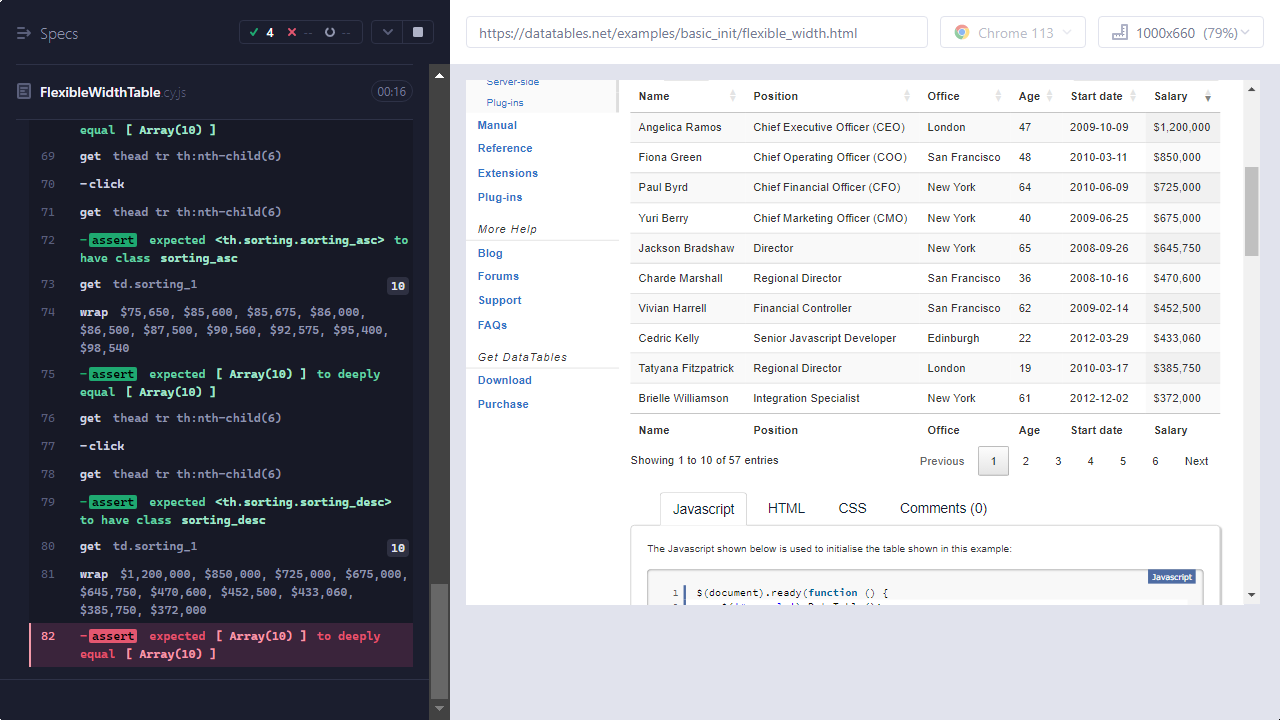 Specs
4
--
--
https://datatables.net/examples/basic_init/flexible_width.html
Chrome 113
1000x660 (79%)
FlexibleWidthTable.cy.js
00:16
equal [ Array(10) ]
69 get thead tr th:nth-child(6)
70 -click
71 get thead tr th:nth-child(6)
72 -assert expected <th.sorting.sorting_asc> to
have class sorting_asc
73 get td.sorting_1 10
74 wrap $75,650, $85,600, $85,675, $86,000,
$86,500, $87,500, $90,560, $92,575, $95,400,
$98,540
75 -assert expected [ Array(10) ] to deeply
equal [ Array(10) ]
76 get thead tr th:nth-child(6)
77 -click
78 get thead tr th:nth-child(6)
79 -assert expected <th.sorting.sorting_desc>
to have class sorting_desc
80 get td.sorting_1 10
81 wrap $1,200,000, $850,000, $725,000, $675,000,
$645,750, $470,600, $452,500, $433,060,
$385,750, $372,000
82 -assert expected [ Array(10) ] to deeply
equal [ Array(10) ]
Server-side
Plug-ins
Manual
Reference
Extensions
Plug-ins
More Help
Blog
Forums
Support
FAQs
Get DataTables
Download
Purchase
Name Position Office Age Start date Salary
Angelica Ramos Chief Executive Officer (CEO) London 47 2009-10-09 $1,200,000
Fiona Green Chief Operating Officer (COO) San Francisco 48 2010-03-11 $850,000
Paul Byrd Chief Financial Officer (CFO) New York 64 2010-06-09 $725,000
Yuri Berry Chief Marketing Officer (CMO) New York 40 2009-06-25 $675,000
Jackson Bradshaw Director New York 65 2008-09-26 $645,750
Charde Marshall Regional Director San Francisco 36 2008-10-16 $470,600
Vivian Harrell Financial Controller San Francisco 62 2009-02-14 $452,500
Cedric Kelly Senior Javascript Developer Edinburgh 22 2012-03-29 $433,060
Tatyana Fitzpatrick Regional Director London 19 2010-03-17 $385,750
Brielle Williamson Integration Specialist New York 61 2012-12-02 $372,000
Name Position Office Age Start date Salary
Showing 1 to 10 of 57 entries
Previous 1 2 3 4 5 6 Next
Javascript HTML CSS Comments (0)
The Javascript shown below is used to initialise the table shown in this example:
Javascript
1 $(document).ready(function () {